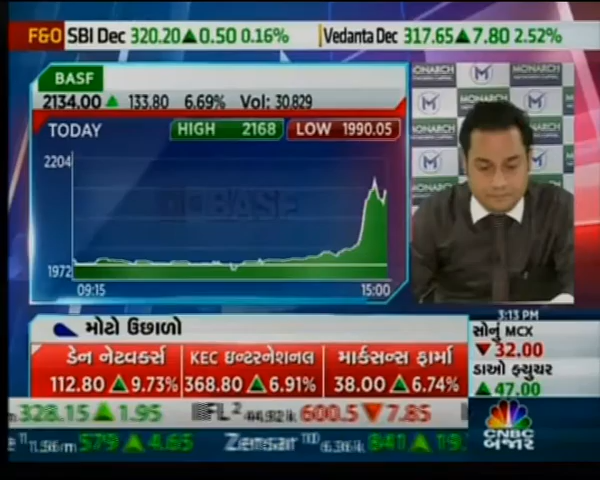 F&O SBI Dec 320.20▲0.50 0.16% Vedanta Dec 317.65▲7.80 2.52%
BASF
2134.00 ▲ 133.80 6.69% Vol: 30,829
TODAY HIGH 2168 LOW 1990.05
2204
1972
09:15 15:00
MONARCH
MONARCH
MONARCH
MONARCH
3:13 PM
મોટો ઉછાળો
ડેન નેટવર્ક્સ KEC ઇન્ટરનેશનલ માર્કસન્સ ફાર્મા
112.80▲9.73% 368.80▲6.91% 38.00▲6.74%
સોનું MCX
▼32.00
ડાઓ ફ્યુચર
▲47.00
328.15▲1.95 600.5▼7.85
579▲4.65 Zensar 841▲19
CNBC
બજાર